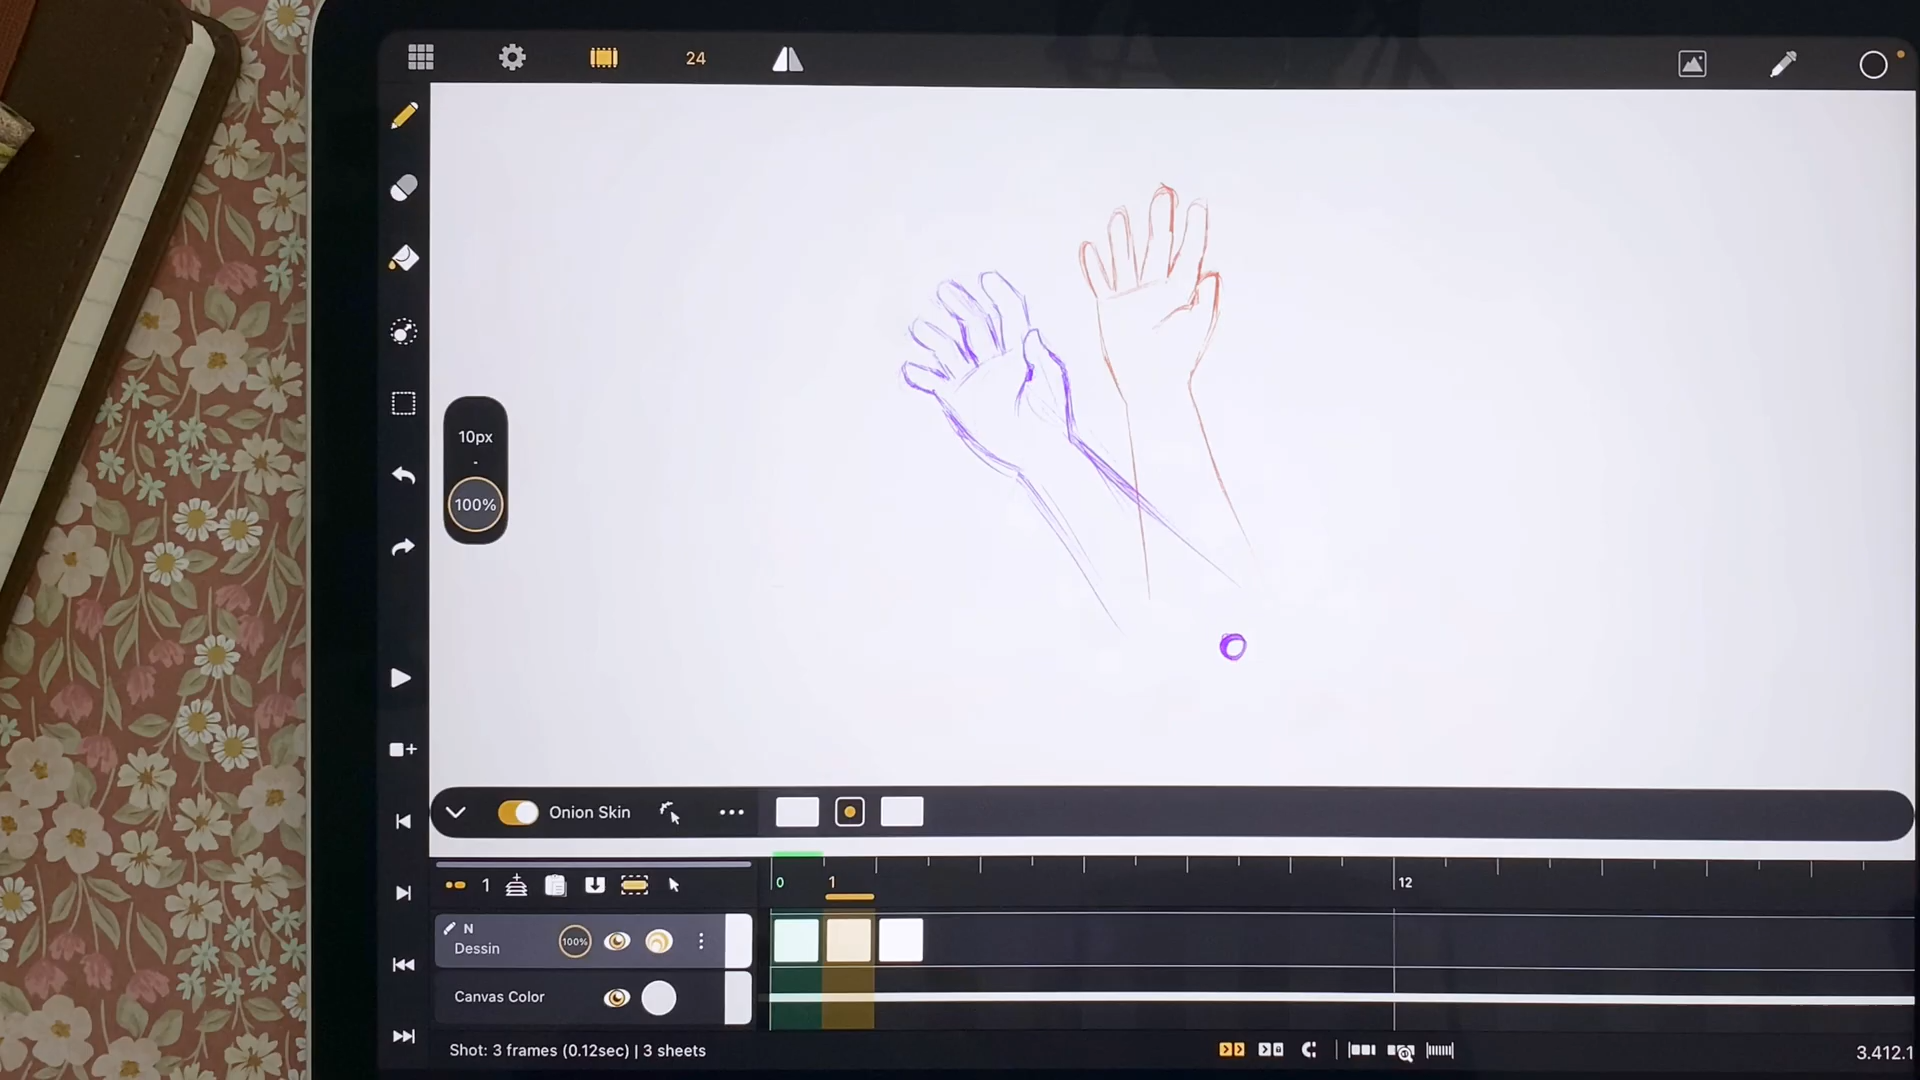 24
10px
100%
Onion Skin
1
0
1
12
N
Dessin
100%
Canvas Color
Shot: 3 frames (0.12sec) | 3 sheets
3.412.1